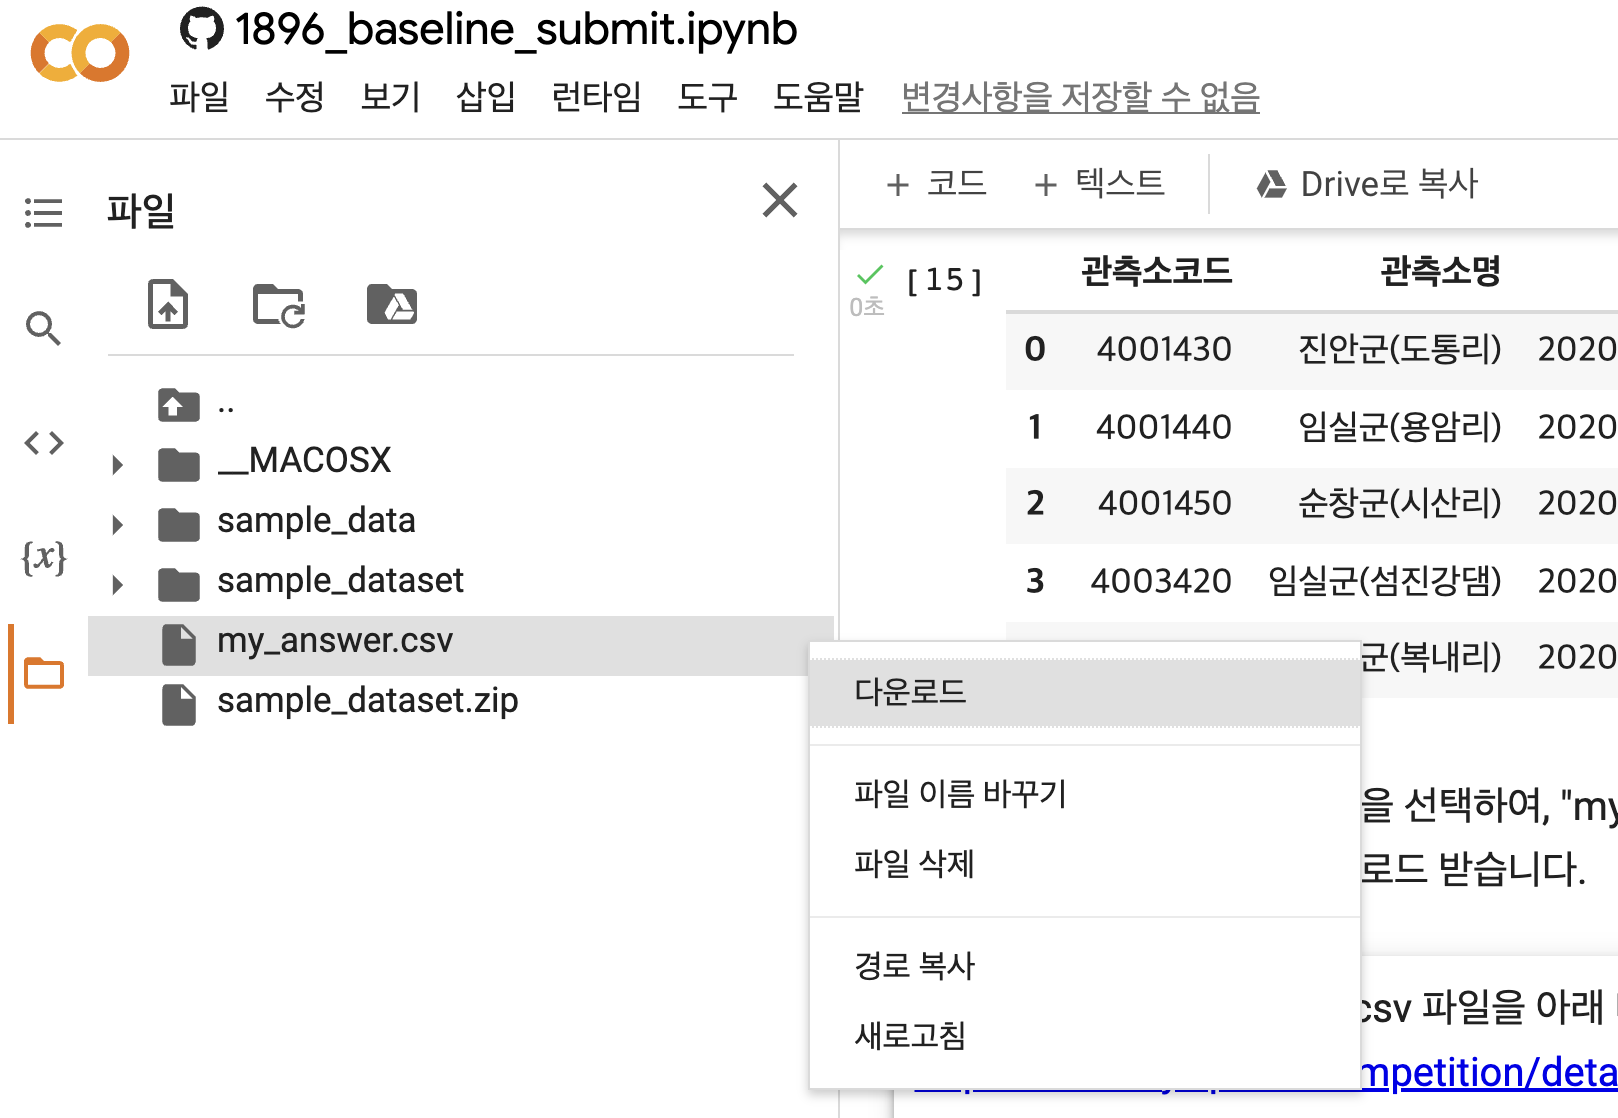 1896_baseline_submit.ipynb
파일 수정 보기 삽입 런타임 도구 도움말 변경사항을 저장할 수 없음
파일
..
__MACOSX
sample_data
sample_dataset
my_answer.csv
sample_dataset.zip
{x}
+ 코드 + 텍스트 Drive로 복사
[15]
0초
관측소코드 관측소명
0 4001430 진안군(도통리) 2020
1 4001440 임실군(용암리) 2020
2 4001450 순창군(시산리) 2020
3 4003420 임실군(섬진강댐) 2020
군(복내리) 2020
다운로드
파일 이름 바꾸기
파일 삭제
경로 복사
새로고침
을 선택하여, "my
로드 받습니다.
csv 파일을 아래
mpetition/deta